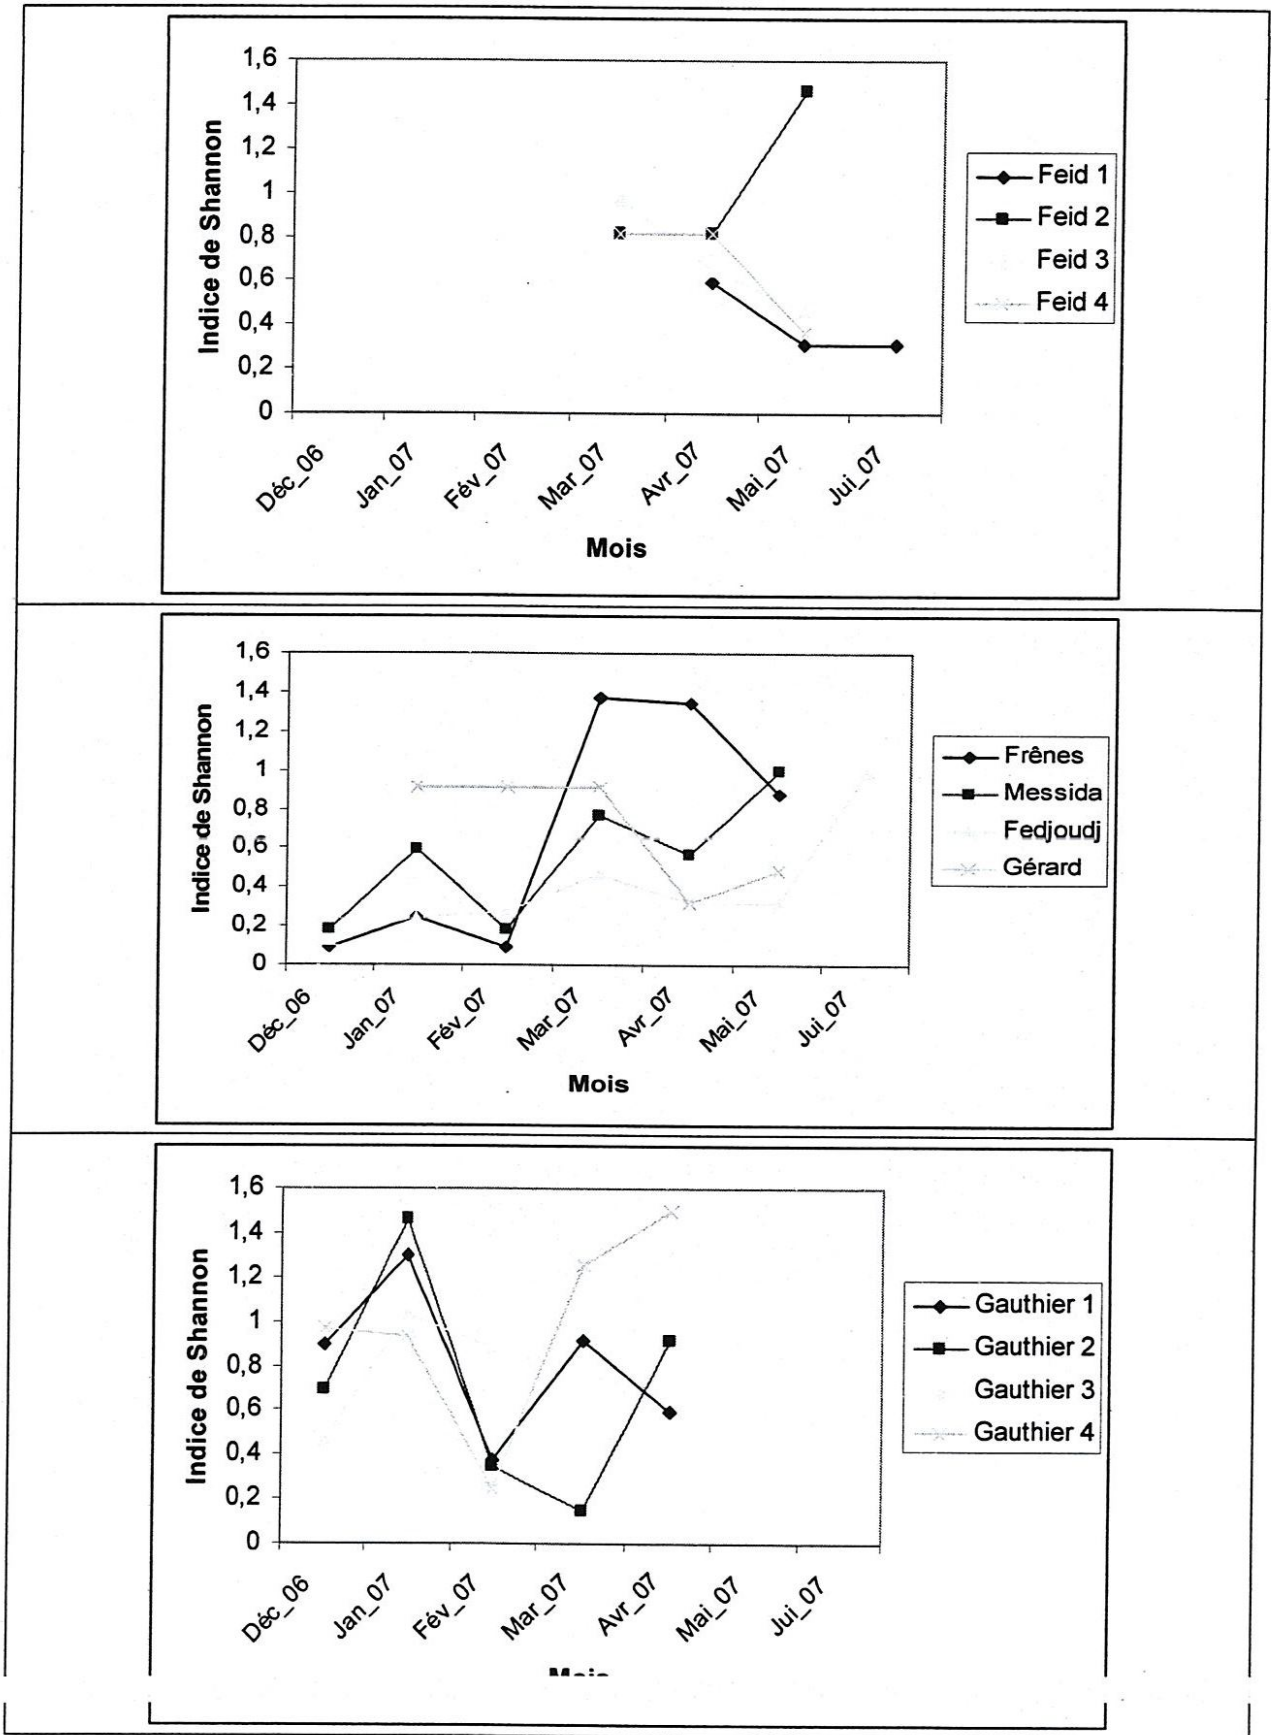 1,6
1,4
1,2
1
0,8
0,6
0,4
0,2
0
Indice de Shannon
Déc_06
Jan_07
Fév_07
Mar_07
Avr_07
Mai_07
Jui_07
Mois
Feid 1
Feid 2
Feid 3
Feid 4
1,6
1,4
1,2
1
0,8
0,6
0,4
0,2
0
Indice de Shannon
Déc_06
Jan_07
Fév_07
Mar_07
Avr_07
Mai_07
Jui_07
Mois
Frênes
Messida
Fedjoudj
Gérard
1,6
1,4
1,2
1
0,8
0,6
0,4
0,2
0
Indice de Shannon
Déc_06
Jan_07
Fév_07
Mar_07
Avr_07
Mai_07
Jui_07
Mois
Gauthier 1
Gauthier 2
Gauthier 3
Gauthier 4